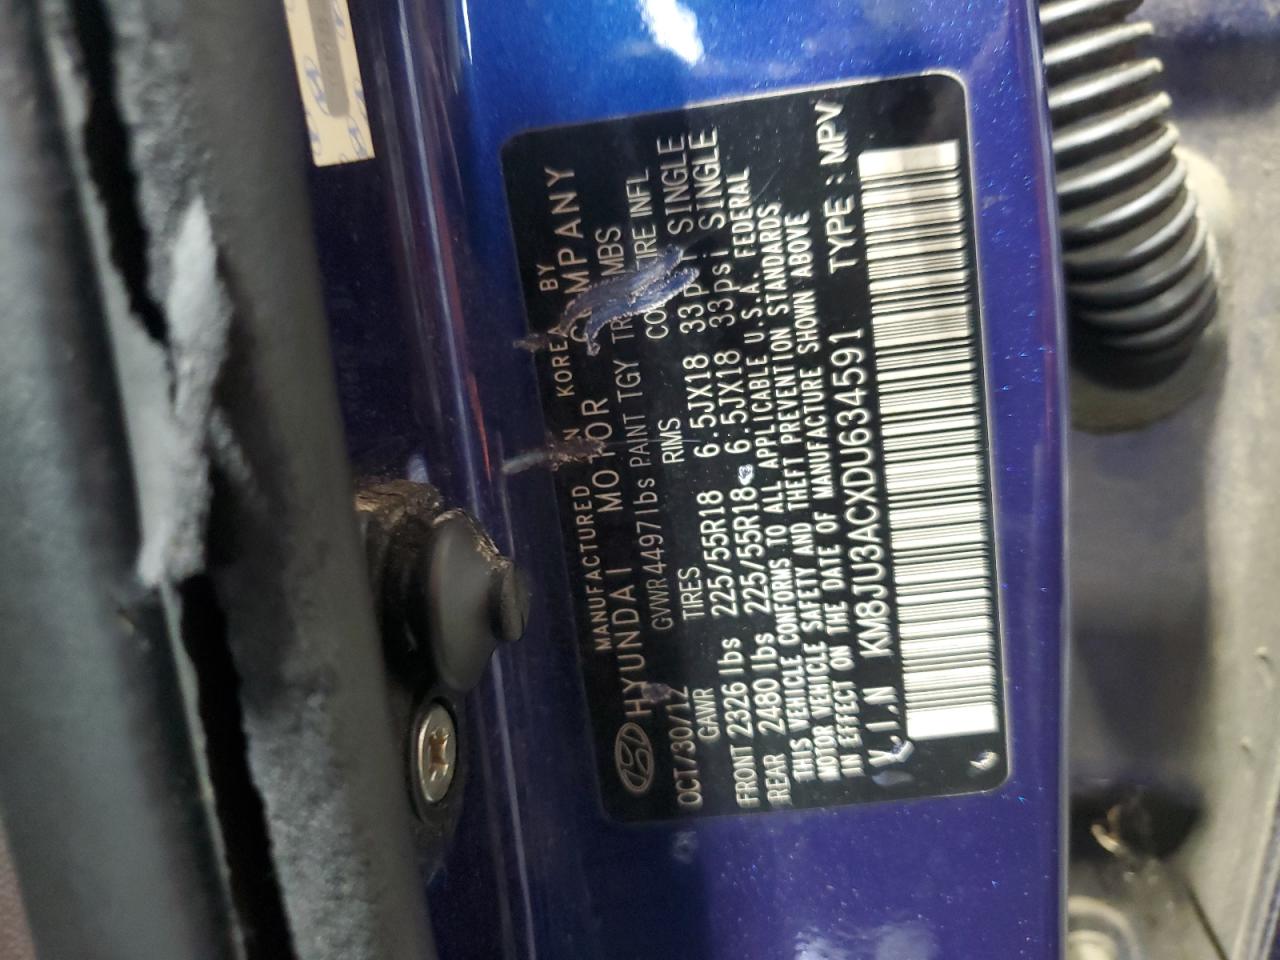 MANUFACTURED IN KOREA BY
HYUNDAI MOTOR COMPANY
OCT/30/12 GVWR 4497lbs PAINT TGY
GAWR TIRES RIMS TIRE INFL
FRONT 2326 lbs 225/55R18 6.5JX18 33psi SINGLE
REAR 2480 lbs 225/55R18 6.5JX18 33psi SINGLE
THIS VEHICLE CONFORMS TO ALL APPLICABLE U.S.A. FEDERAL
MOTOR VEHICLE SAFETY AND THEFT PREVENTION STANDARDS
IN EFFECT ON THE DATE OF MANUFACTURE SHOWN ABOVE
V.I.N KM8JU3ACXDU634591 TYPE : MPV